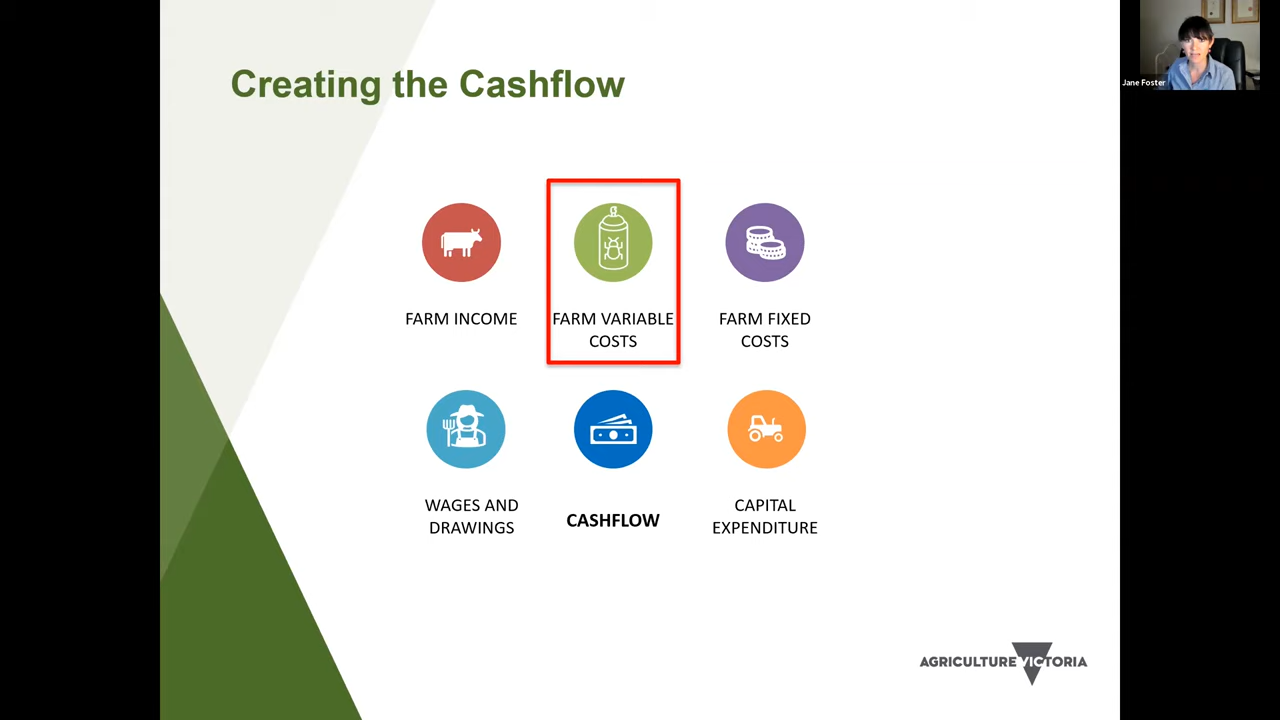 Creating the Cashflow
Jane Foster
FARM INCOME
FARM VARIABLE
COSTS
FARM FIXED
COSTS
WAGES AND
DRAWINGS
CASHFLOW
CAPITAL
EXPENDITURE
AGRICULTURE VICTORIA